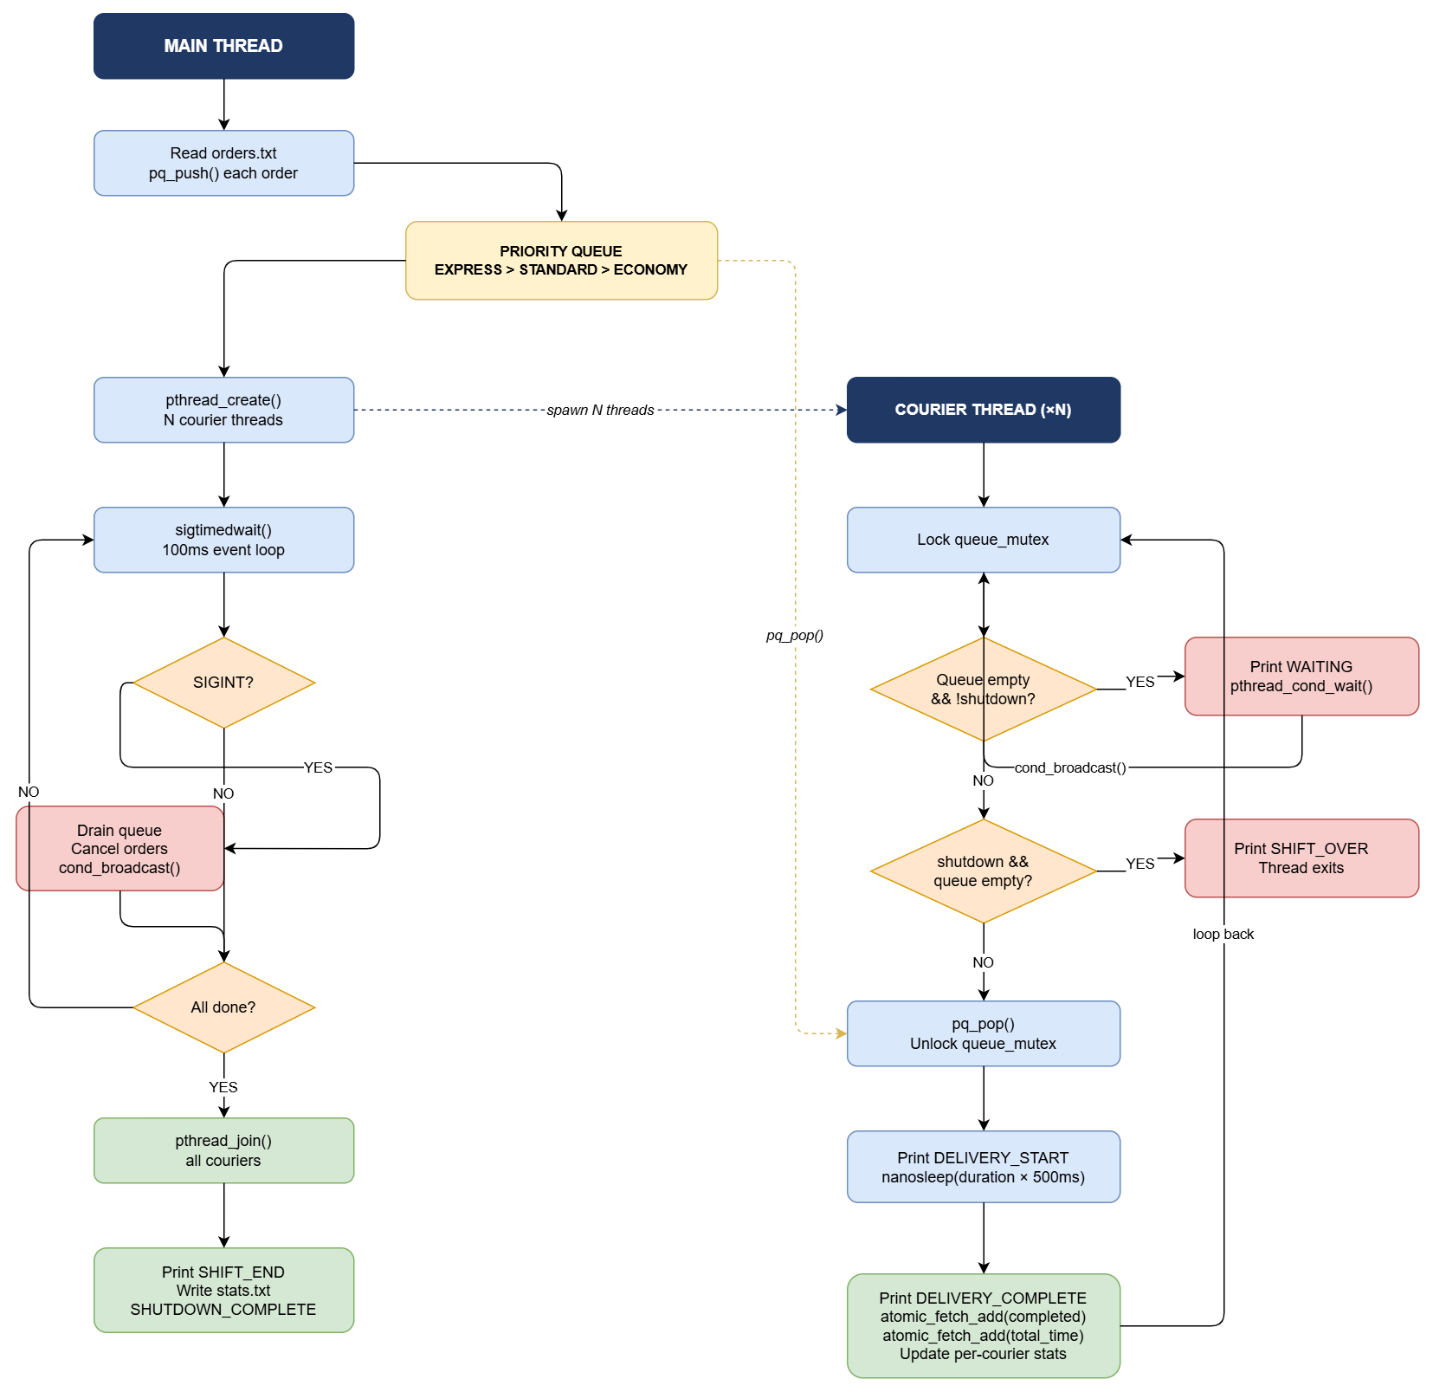 MAIN THREAD
Read orders.txt
pq_push() each order
PRIORITY QUEUE
EXPRESS > STANDARD > ECONOMY
pthread_create()
N courier threads
spawn N threads
COURIER THREAD (×N)
sigtimedwait()
100ms event loop
Lock queue_mutex
pq_pop()
SIGINT?
YES
NO
NO
Drain queue
Cancel orders
cond_broadcast()
All done?
YES
pthread_join()
all couriers
Print SHIFT_END
Write stats.txt
SHUTDOWN_COMPLETE
Queue empty
&& !shutdown?
YES
Print WAITING
pthread_cond_wait()
cond_broadcast()
NO
shutdown &&
queue empty?
YES
Print SHIFT_OVER
Thread exits
loop back
NO
pq_pop()
Unlock queue_mutex
Print DELIVERY_START
nanosleep(duration × 500ms)
Print DELIVERY_COMPLETE
atomic_fetch_add(completed)
atomic_fetch_add(total_time)
Update per-courier stats